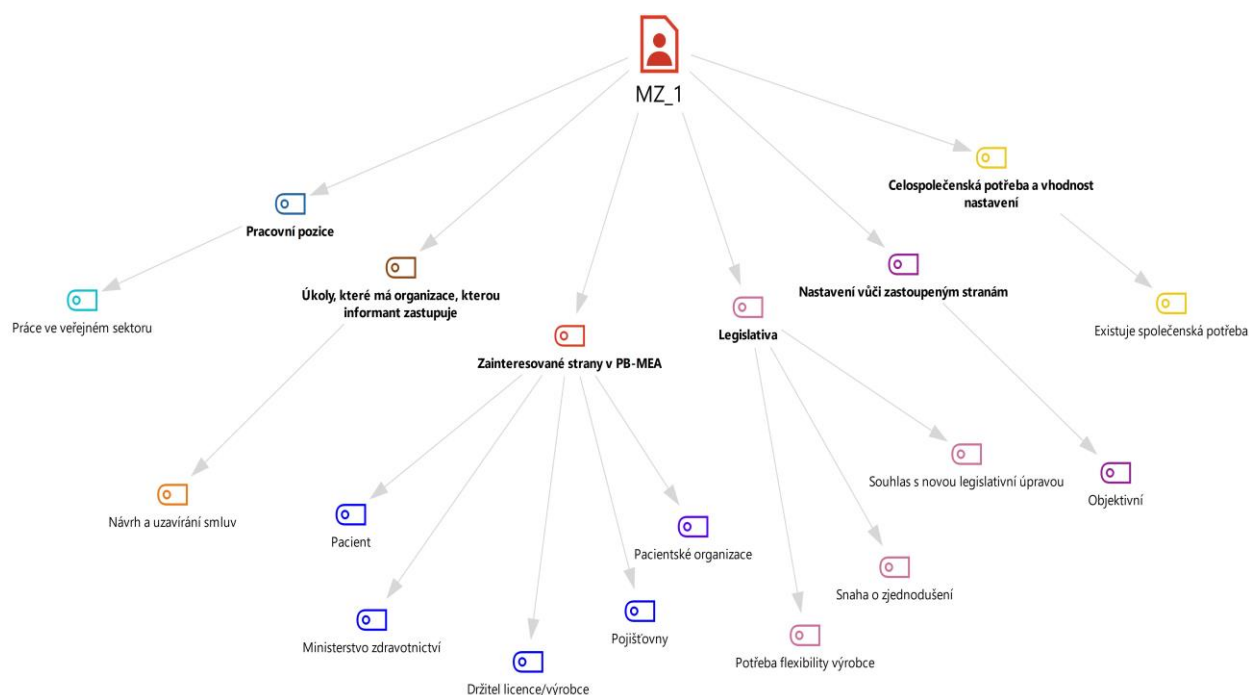 MZ_1
Celospolečenská potřeba a vhodnost
nastavení
Pracovní pozice
Úkoly, které má organizace, kterou
informant zastupuje
Nastavení vůči zastoupeným stranám
Práce ve veřejném sektoru
Existuje společenská potřeba
Legislativa
Zainteresované strany v PB-MEA
Souhlas s novou legislativní úpravou
Objektivní
Návrh a uzavírání smluv
Pacient
Pacientské organizace
Snaha o zjednodušení
Ministerstvo zdravotnictví
Pojišťovny
Potřeba flexibility výrobce
Držitel licence/výrobce